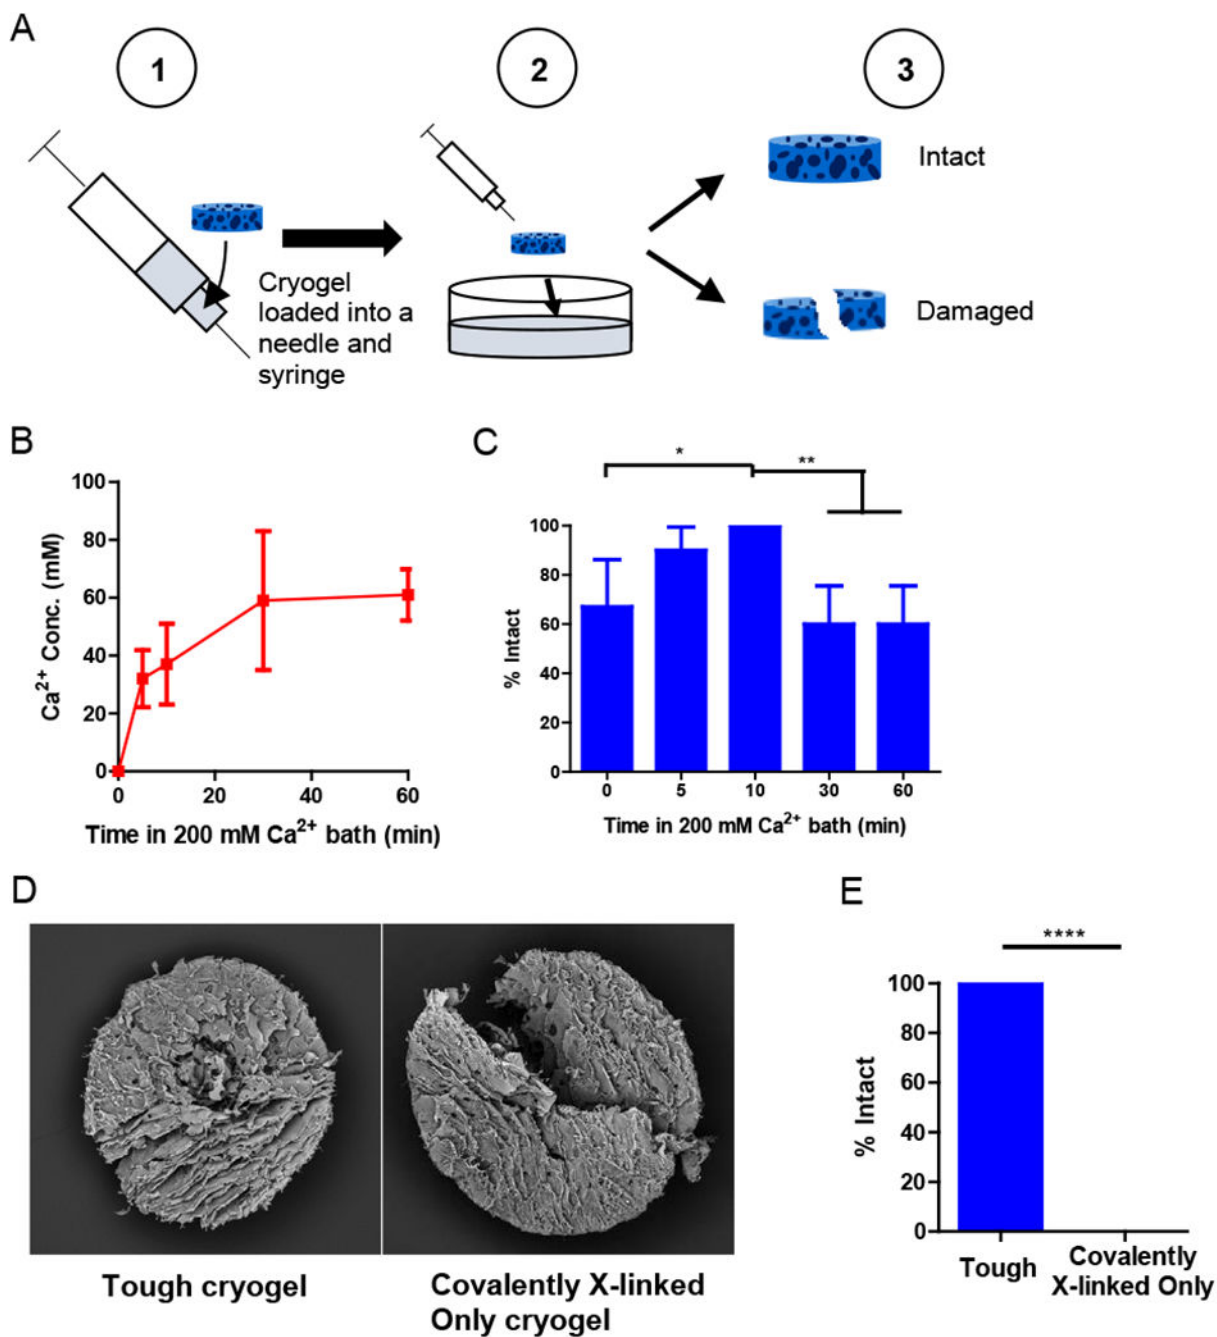 A
1
2
3
Intact
Damaged
Cryogel
loaded into a
needle and
syringe
B
Ca²⁺ Conc. (mM)
100
80
60
40
20
0
0
20
40
60
Time in 200 mM Ca²⁺ bath (min)
C
*
**
% Intact
100
80
60
40
20
0
0
5
10
30
60
Time in 200 mM Ca²⁺ bath (min)
D
Tough cryogel
Covalently X-linked
Only cryogel
E
****
% Intact
100
80
60
40
20
0
Tough
Covalently
X-linked Only